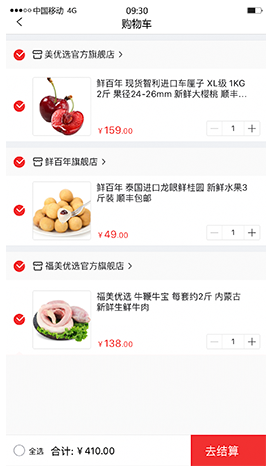 中国移动 4G 09:30
购物车
美优选官方旗舰店
鲜百年 现货智利进口车厘子 XL级 1KG
2斤 果径24-26mm 新鲜大樱桃 顺丰...
¥159.00 1
鲜百年旗舰店
鲜百年 泰国进口龙眼鲜桂圆 新鲜水果3
斤装 顺丰包邮
¥49.00 1
福美优选官方旗舰店
福美优选 牛鞭牛宝 每套约2斤 内蒙古
新鲜生鲜牛肉
¥138.00 1
全选 合计: ¥410.00 去结算